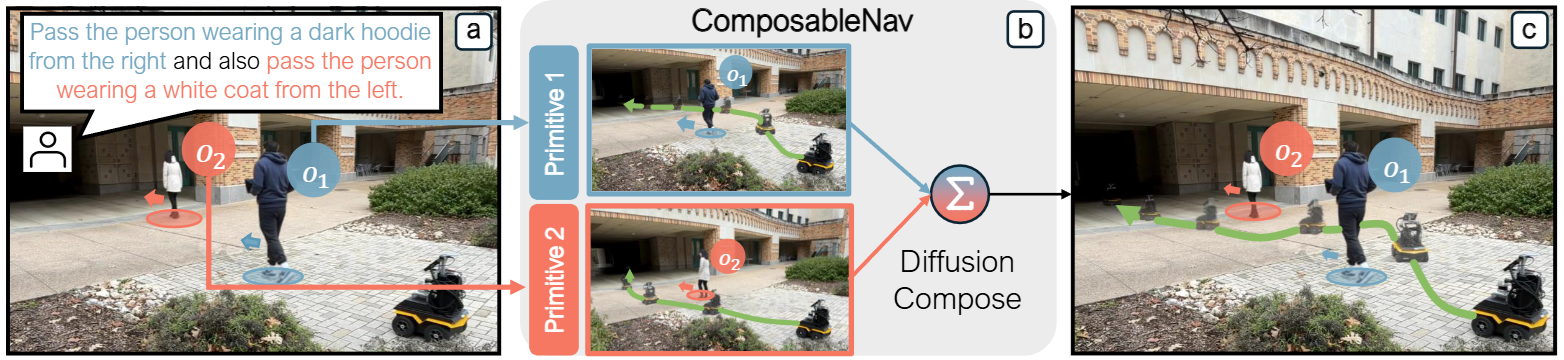 Pass the person wearing a dark hoodie
from the right and also pass the person
wearing a white coat from the left.
a
o₂
o₁
ComposableNav
b
Primitive 1
o₁
Primitive 2
o₂
Σ
Diffusion
Compose
c
o₂
o₁